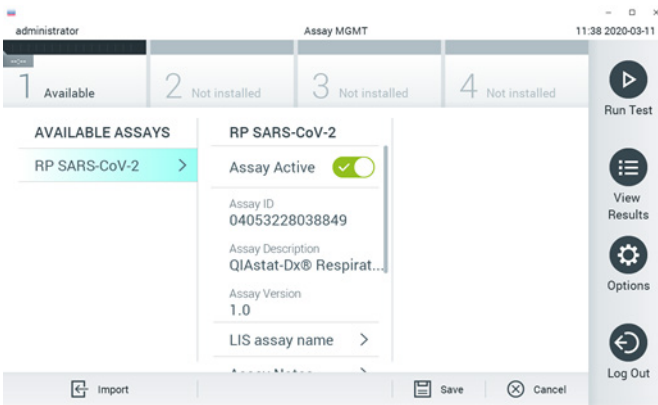 administrator Assay MGMT 11:38 2020-03-11
1 Available 2 Not installed 3 Not installed 4 Not installed
Run Test
AVAILABLE ASSAYS
RP SARS-CoV-2
RP SARS-CoV-2
Assay Active
Assay ID
04053228038849
Assay Description
QIAstat-Dx® Respirat...
Assay Version
1.0
LIS assay name
View
Results
Options
Log Out
Import Save Cancel